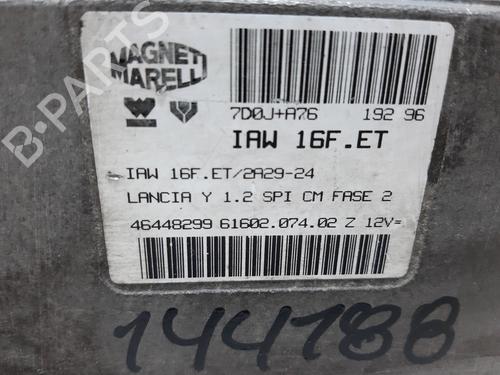 MAGNETI
MARELLI
7D0J+A76 192 96
IAW 16F.ET
IAW 16F.ET/2A29-24
LANCIA Y 1.2 SPI CM FASE 2
46448299 61602.074.02 Z 12V=
144188
B-PARTS